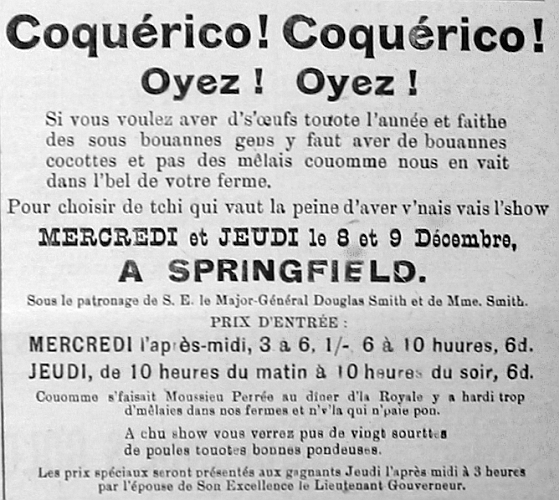 Coquérico! Coquérico!
Oyez! Oyez!
Si vous voulez aver d's'œufs touote l'année et faithe
des sous bouannes gens y faut aver de bouannes
cocottes et pas des mêlais couomme nous en vait
dans l'bel de votre ferme.
Pour choisir de tchi qui vaut la peine d'aver v'nais vais l'show
MERCREDI et JEUDI le 8 et 9 Décembre,
A SPRINGFIELD.
Sous le patronage de S. E. le Major-Général Douglas Smith et de Mme. Smith.
PRIX D'ENTRÉE:
MERCREDI l'après-midi, 3 à 6, 1/-, 6 à 10 huures, 6d.
JEUDI, de 10 heures du matin à 10 heures du soir, 6d.
Couomme s'faisait Moussieu Perrée au dîner d'la Royale y a hardi trop
d'mêlaies dans nos fermes et n'v'la qui n'paie pon.
A chu show vous verrez pus de vingt sourttes
de poules touotes bonnes pondeuses.
Les prix spéciaux seront présentés aux gagnants Jeudi l'après midi à 3 heures
par l'épouse de Son Excellence le Lieutenant Gouverneur.